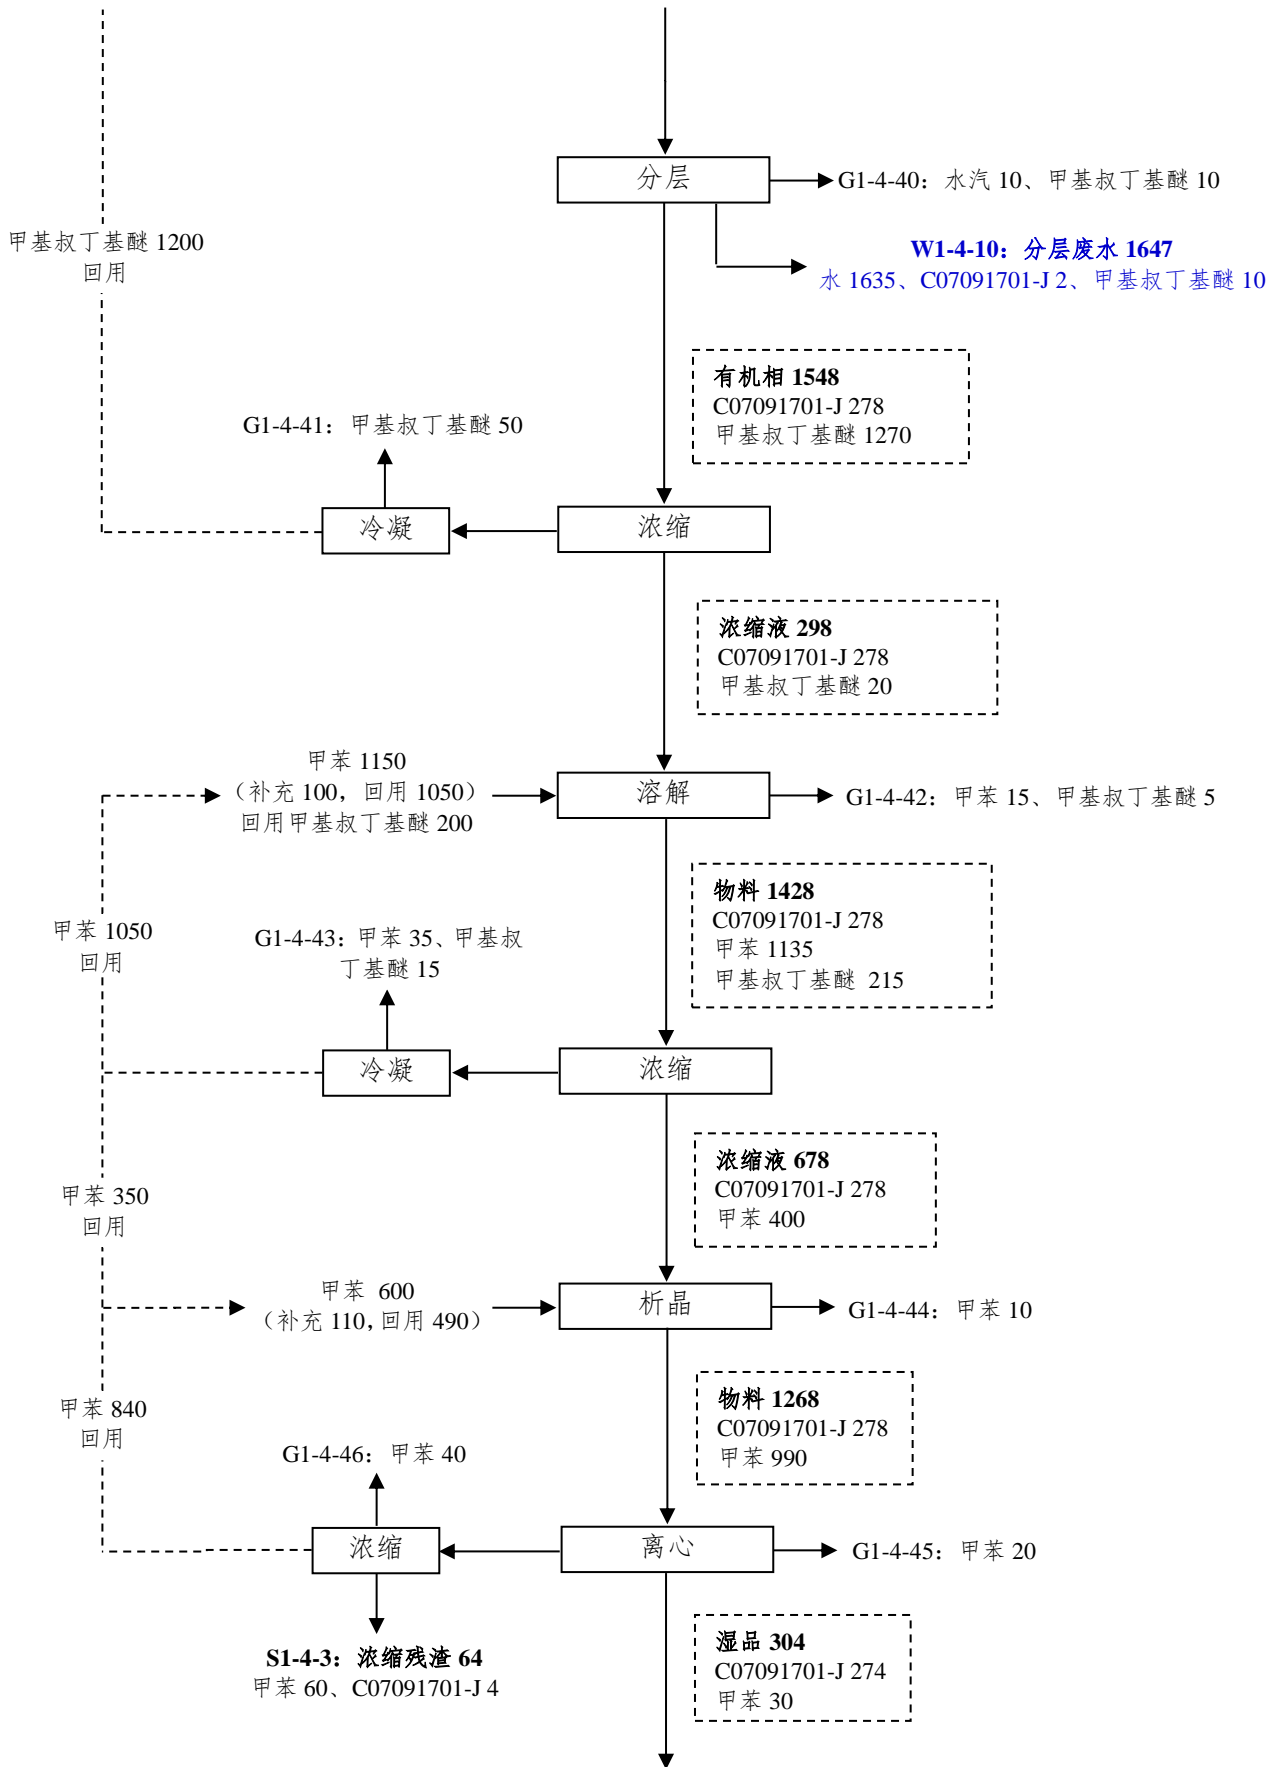 分层
G1-4-40：水汽 10、甲基叔丁基醚 10
甲基叔丁基醚 1200
回用
W1-4-10：分层废水 1647
水 1635、C07091701-J 2、甲基叔丁基醚 10
有机相 1548
C07091701-J 278
甲基叔丁基醚 1270
G1-4-41：甲基叔丁基醚 50
冷凝
浓缩
浓缩液 298
C07091701-J 278
甲基叔丁基醚 20
甲苯 1150
（补充 100，回用 1050）
回用甲基叔丁基醚 200
溶解
G1-4-42：甲苯 15、甲基叔丁基醚 5
物料 1428
C07091701-J 278
甲苯 1135
甲基叔丁基醚 215
甲苯 1050
回用
G1-4-43：甲苯 35、甲基叔
丁基醚 15
冷凝
浓缩
浓缩液 678
C07091701-J 278
甲苯 400
甲苯 350
回用
甲苯 600
（补充 110，回用 490）
析晶
G1-4-44：甲苯 10
物料 1268
C07091701-J 278
甲苯 990
甲苯 840
回用
G1-4-46：甲苯 40
浓缩
离心
G1-4-45：甲苯 20
S1-4-3：浓缩残渣 64
甲苯 60、C07091701-J 4
湿品 304
C07091701-J 274
甲苯 30